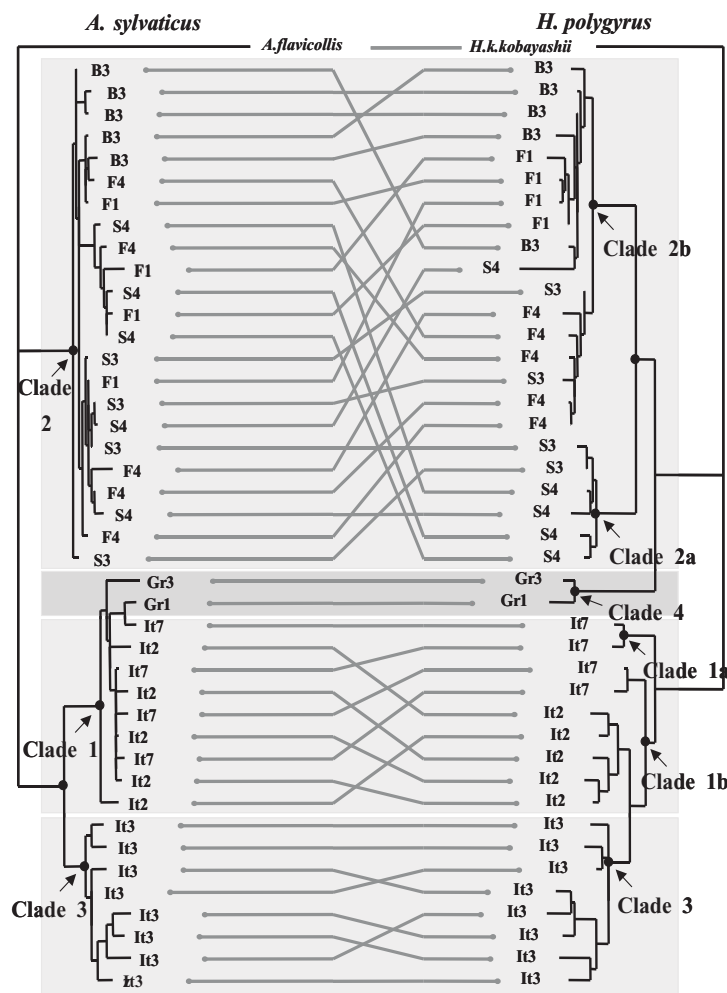 A. sylvaticus
H. polygyrus
A.flavicollis
H.k.kobayashii
B3
B3
B3
B3
B3
F4
F1
S4
F4
F1
S4
F1
S4
S3
F1
S3
S4
S3
F4
F4
S4
F4
S3
Clade
2
Gr3
Gr1
It7
It2
It7
It2
It7
It2
It7
It2
It2
Clade 1
It3
It3
It3
It3
It3
It3
It3
It3
Clade 3
B3
B3
B3
B3
F1
F1
F1
F1
B3
S4
Clade 2b
S3
F4
F4
F4
S3
F4
F4
S3
S3
S4
S4
S4
S4
Clade 2a
Gr3
Gr1
Clade 4
It7
It7
It7
It7
Clade 1a
It2
It2
It2
It2
It2
Clade 1b
It3
It3
It3
It3
It3
It3
It3
It3
Clade 3